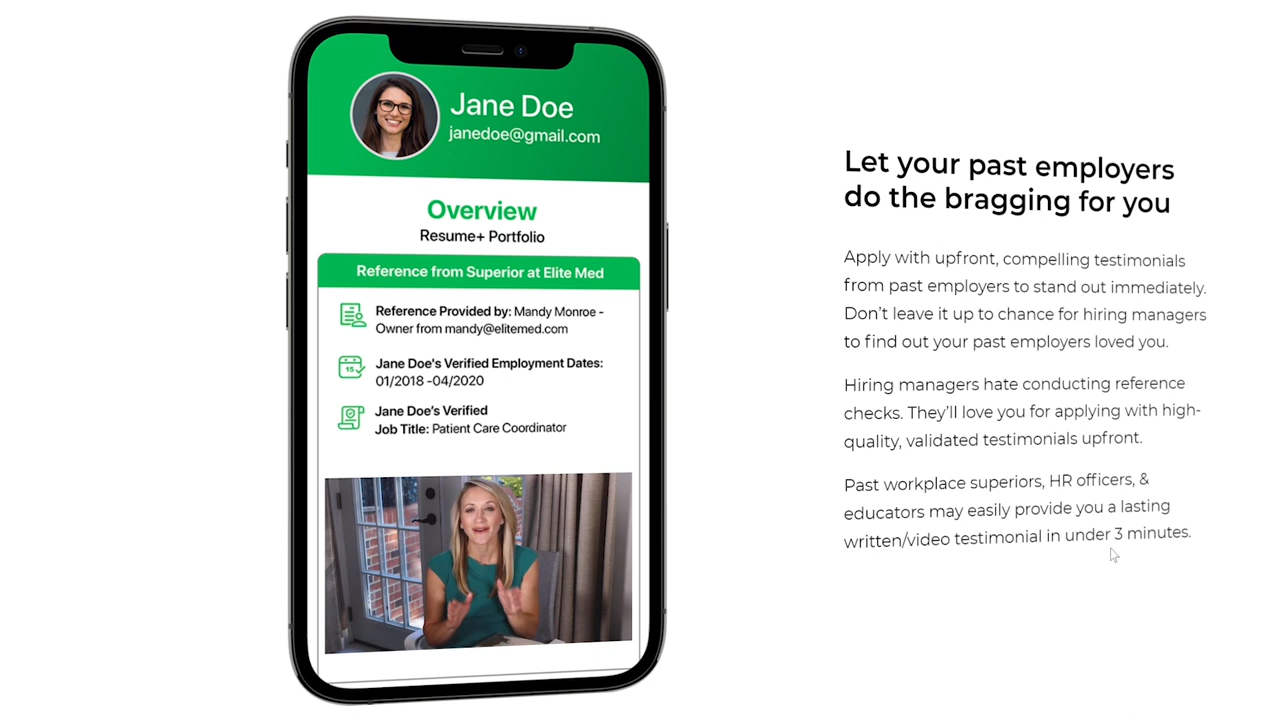 Jane Doe
janedoe@gmail.com
Overview
Resume+ Portfolio
Reference from Superior at Elite Med
Reference Provided by: Mandy Monroe -
Owner from mandy@elitemed.com
15
Jane Doe's Verified Employment Dates:
01/2018 -04/2020
Jane Doe's Verified
Job Title: Patient Care Coordinator
Let your past employers
do the bragging for you
Apply with upfront, compelling testimonials
from past employers to stand out immediately.
Don't leave it up to chance for hiring managers
to find out your past employers loved you.
Hiring managers hate conducting reference
checks. They'll love you for applying with high-
quality, validated testimonials upfront.
Past workplace superiors, HR officers, &
educators may easily provide you a lasting
written/video testimonial in under 3 minutes.